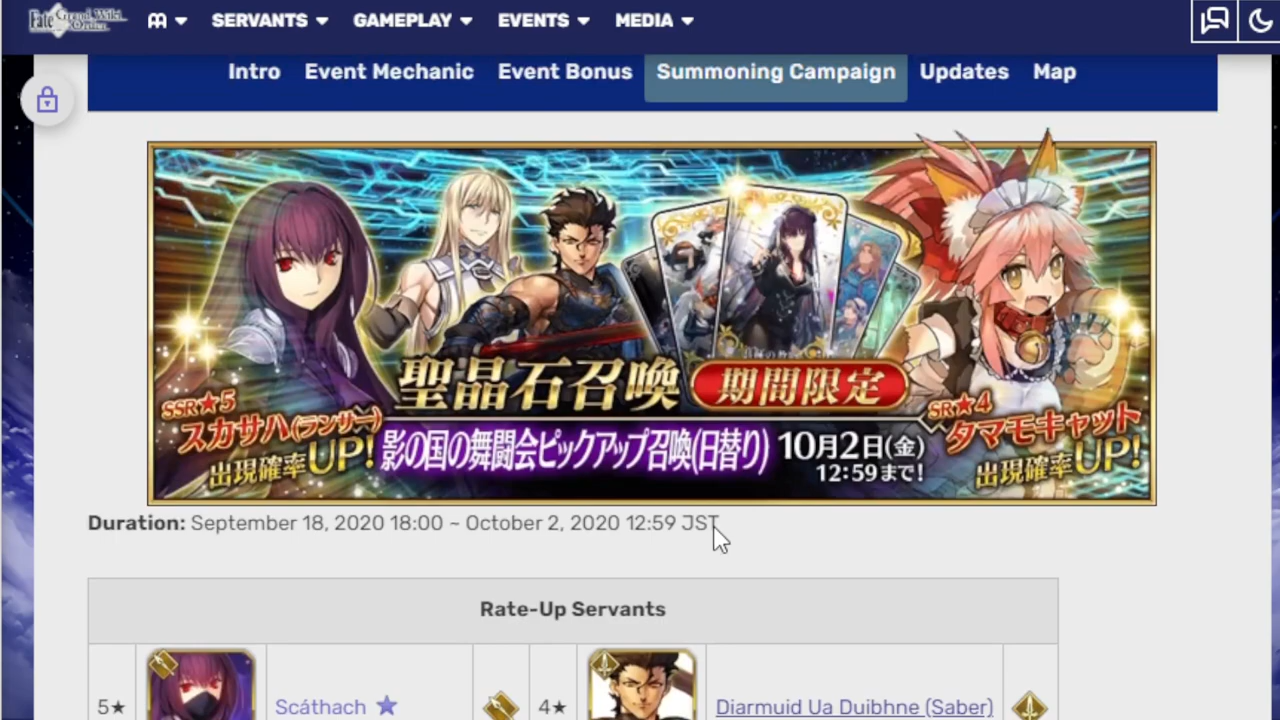 Fate Grand Order Wiki
SERVANTS GAMEPLAY EVENTS MEDIA
Intro Event Mechanic Event Bonus Summoning Campaign Updates Map
聖晶石召喚 期間限定
SSR★5
スカサハ(ランサー)
出現確率UP!
影の国の舞闘会ピックアップ召喚(日替り)
10月2日(金)
12:59まで!
SR★4
タマモキャット
出現確率UP!
Duration: September 18, 2020 18:00 ~ October 2, 2020 12:59 JST
Rate-Up Servants
5★ Scáthach ★ 4★ Diarmuid Ua Duibhne (Saber)